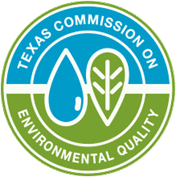 TEXAS COMMISSION ON
ENVIRONMENTAL QUALITY